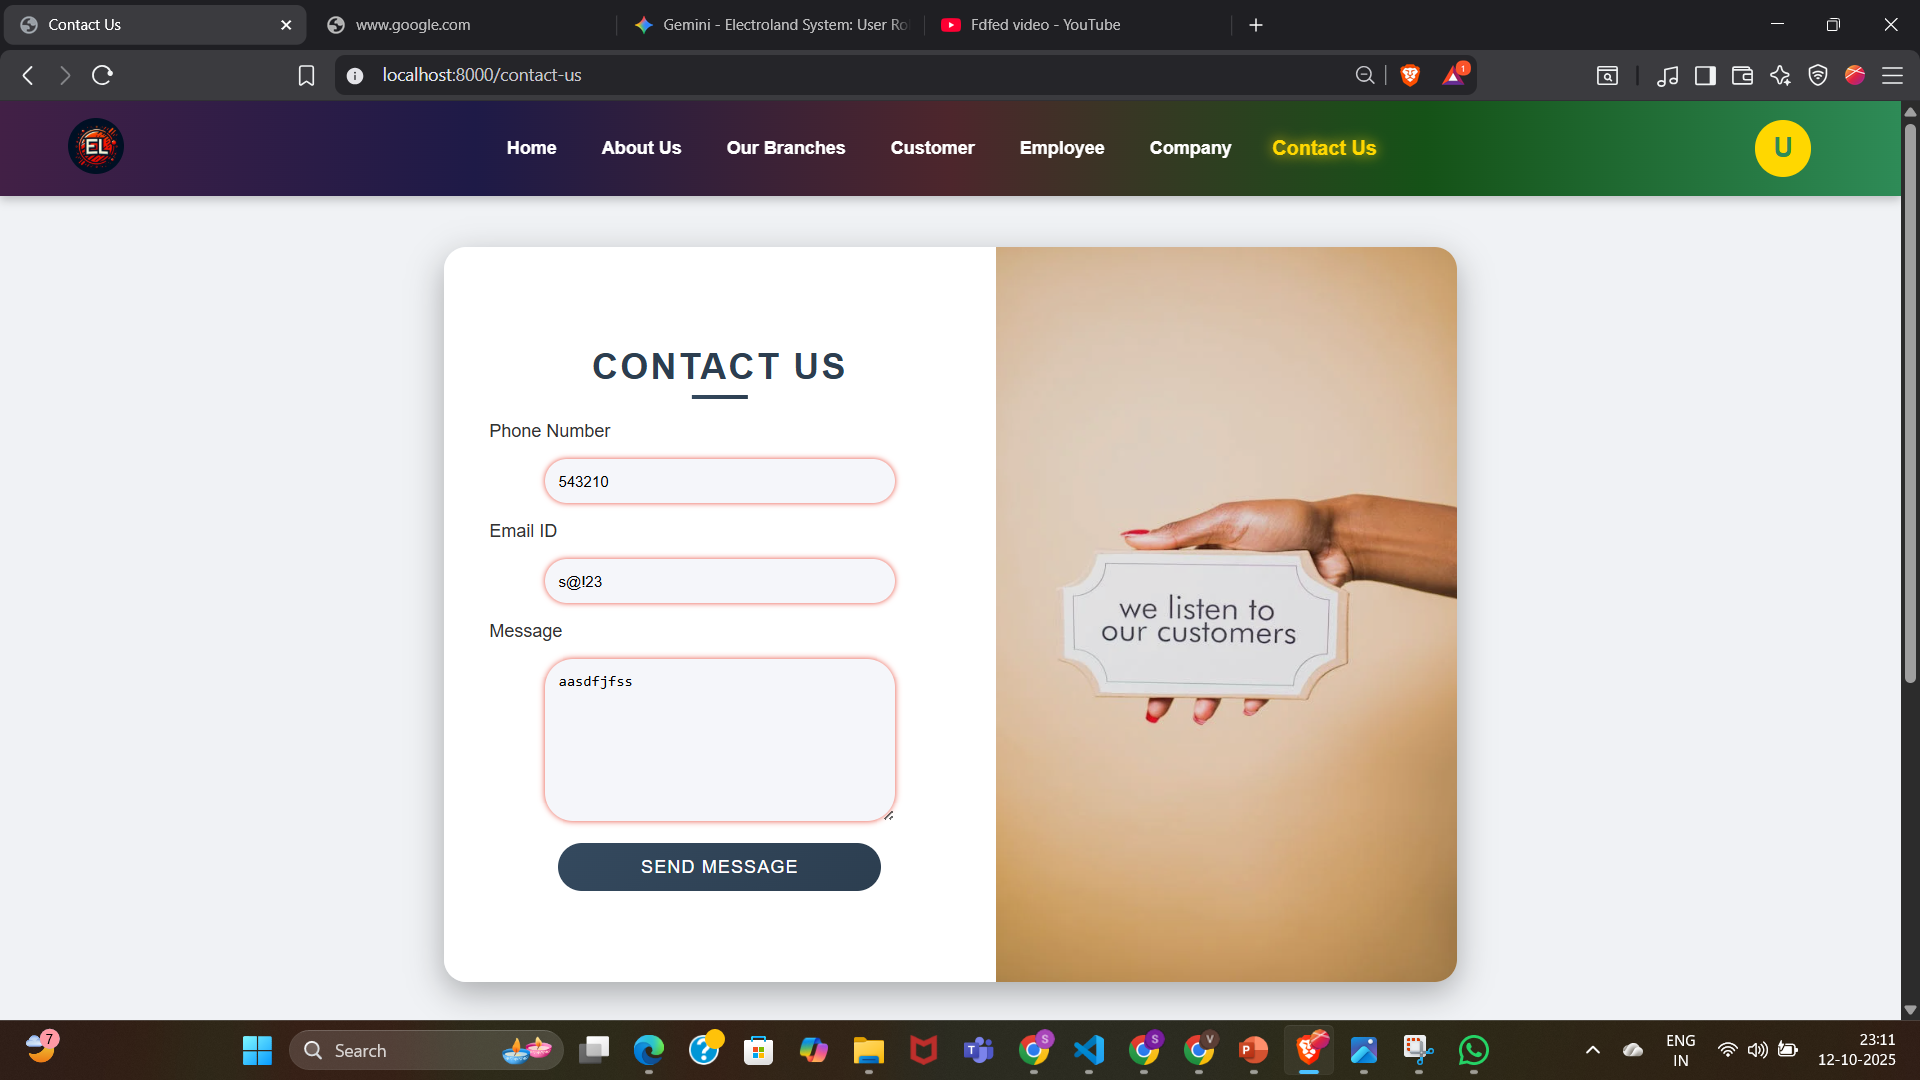 Contact Us
www.google.com
Gemini - Electroland System: User Ro
Fdfed video - YouTube
localhost:8000/contact-us
1
EL
Home
About Us
Our Branches
Customer
Employee
Company
Contact Us
U
CONTACT US
Phone Number
543210
Email ID
s@!23
Message
aasdfjfss
SEND MESSAGE
we listen to
our customers
7
Search
S
S
V
ENG
IN
23:11
12-10-2025